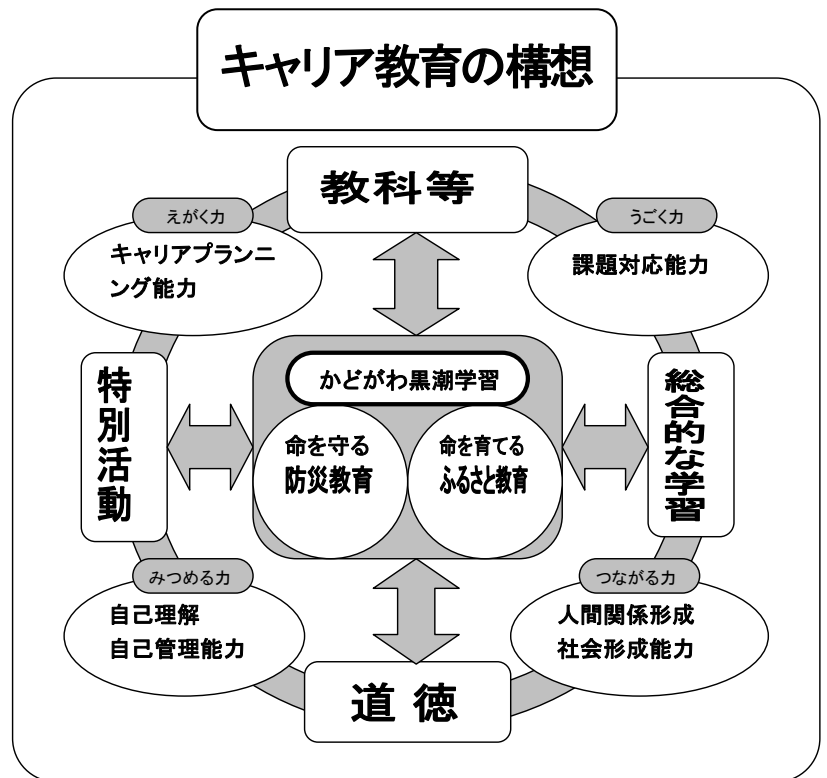 キャリア教育の構想
教科等
えがく力
キャリアプランニ
ング能力
うごく力
課題対応能力
特別活動
かどがわ黒潮学習
命を守る
防災教育
命を育てる
ふるさと教育
総合的な学習
みつめる力
自己理解
自己管理能力
つながる力
人間関係形成
社会形成能力
道徳